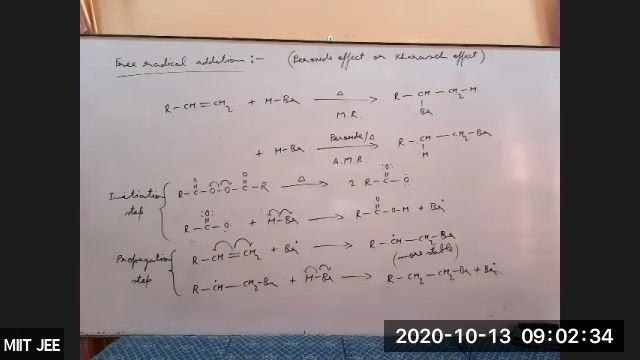 Free radical addition :- (Peroxide effect or Kharasch effect)
R-CH=CH2 + H-Br Δ M.R. R-CH-CH2-H
Br
+ H-Br Peroxide/Δ A.M.R. R-CH-CH2-Br
H
O O :O:
R-C-O-O-C-R Δ 2 R-C-O
Initiation step
:O: O
R-C-O + H-Br → R-C-O-H + Br•
R-CH=CH2 + Br• → R-ĊH-CH2-Br
(more stable)
Propagation step
R-ĊH-CH2-Br + H-Br → R-CH2-CH2-Br + Br•
MIIT JEE
2020-10-13 09:02:34